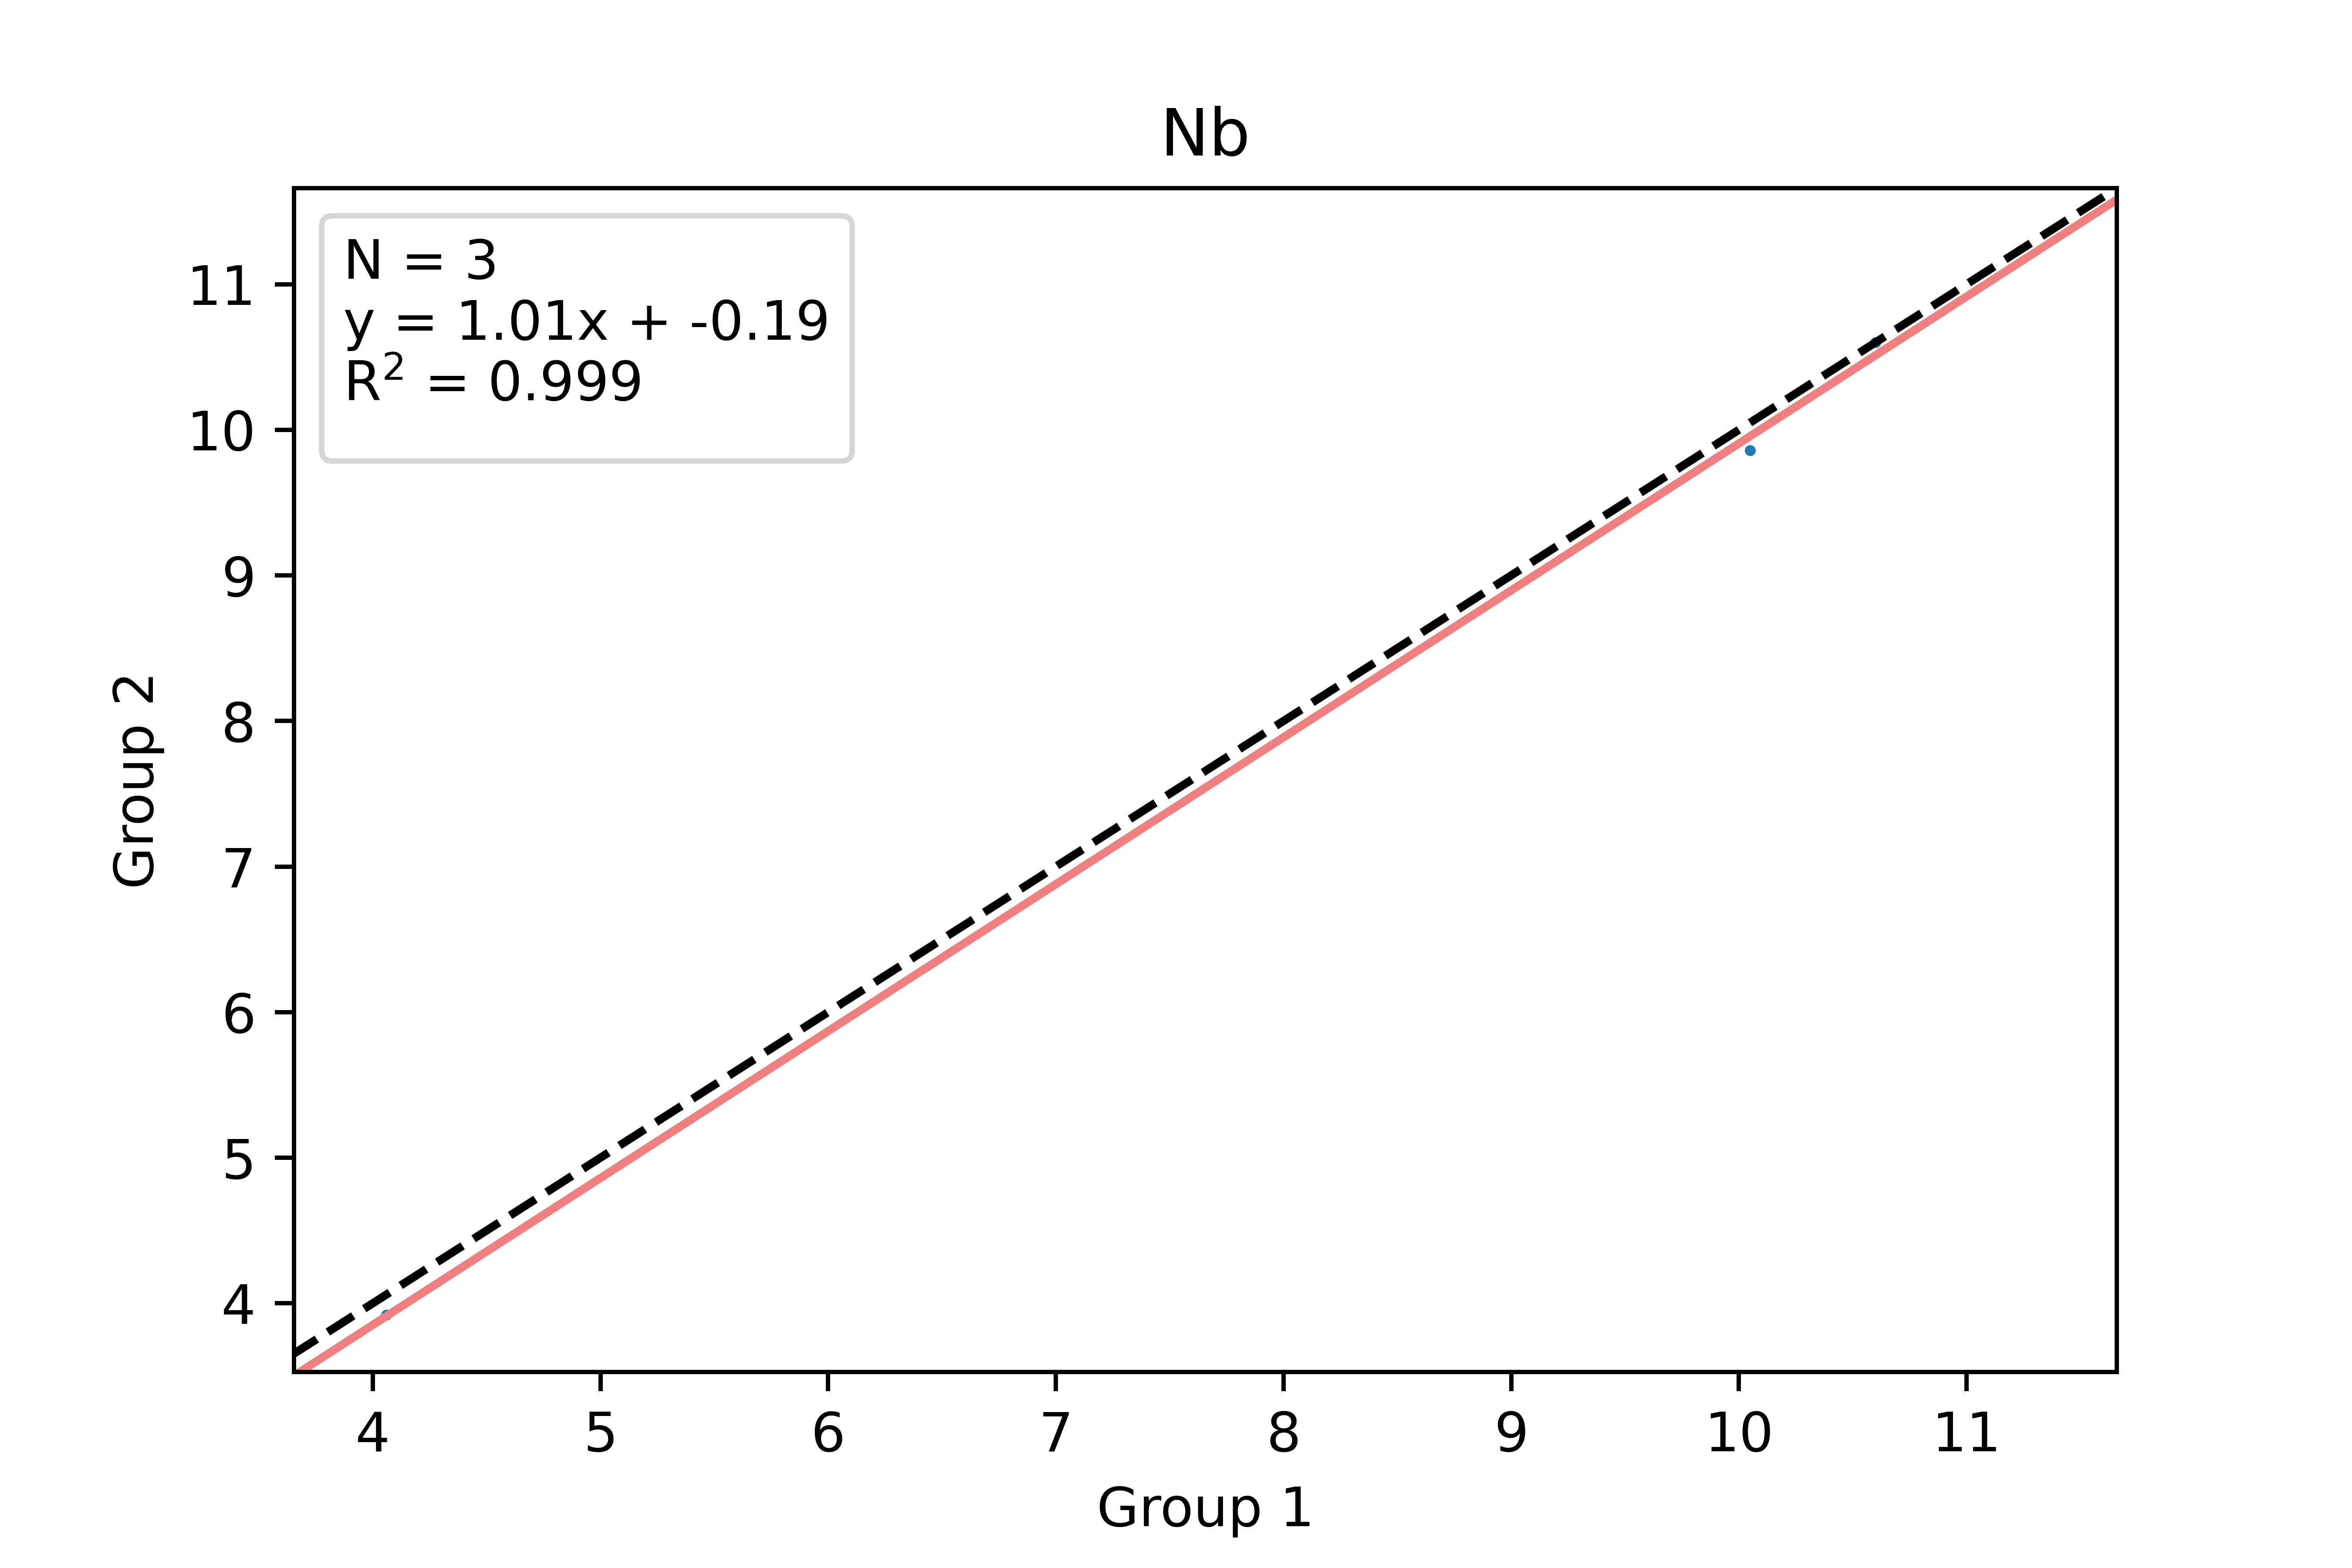 Nb
N = 3
y = 1.01x + -0.19
R² = 0.999
11
10
9
8
7
6
5
4
Group 2
4 5 6 7 8 9 10 11
Group 1